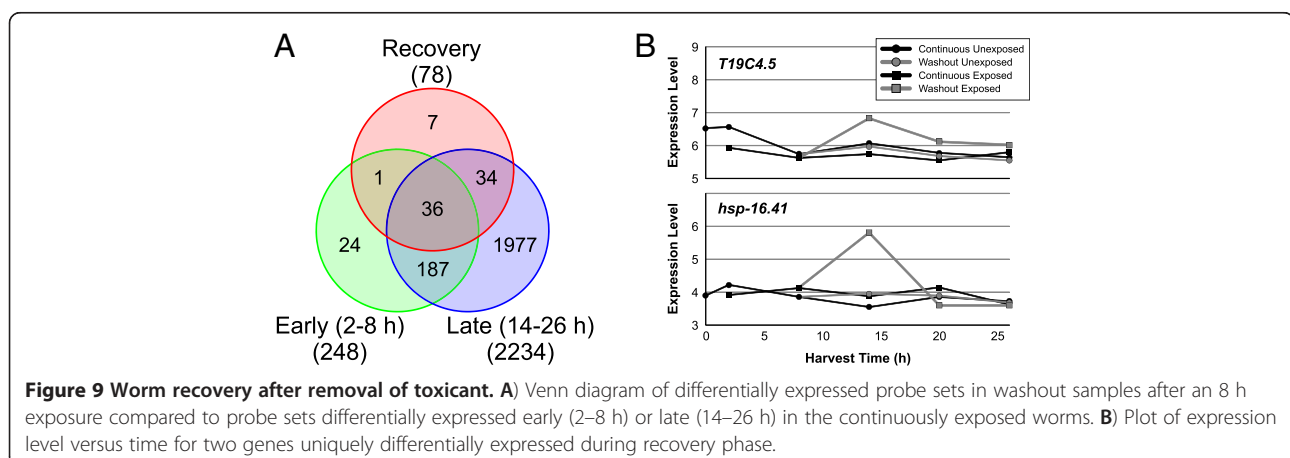 A
Recovery
(78)
7
1
34
36
24
1977
187
Early (2-8 h)
(248)
Late (14-26 h)
(2234)
B
Continuous Unexposed
Washout Unexposed
Continuous Exposed
Washout Exposed
T19C4.5
Expression Level
9
8
7
6
5
hsp-16.41
Expression Level
6
5
4
3
0
5
10
15
20
25
Harvest Time (h)
Figure 9 Worm recovery after removal of toxicant. A) Venn diagram of differentially expressed probe sets in washout samples after an 8 h
exposure compared to probe sets differentially expressed early (2–8 h) or late (14–26 h) in the continuously exposed worms. B) Plot of expression
level versus time for two genes uniquely differentially expressed during recovery phase.